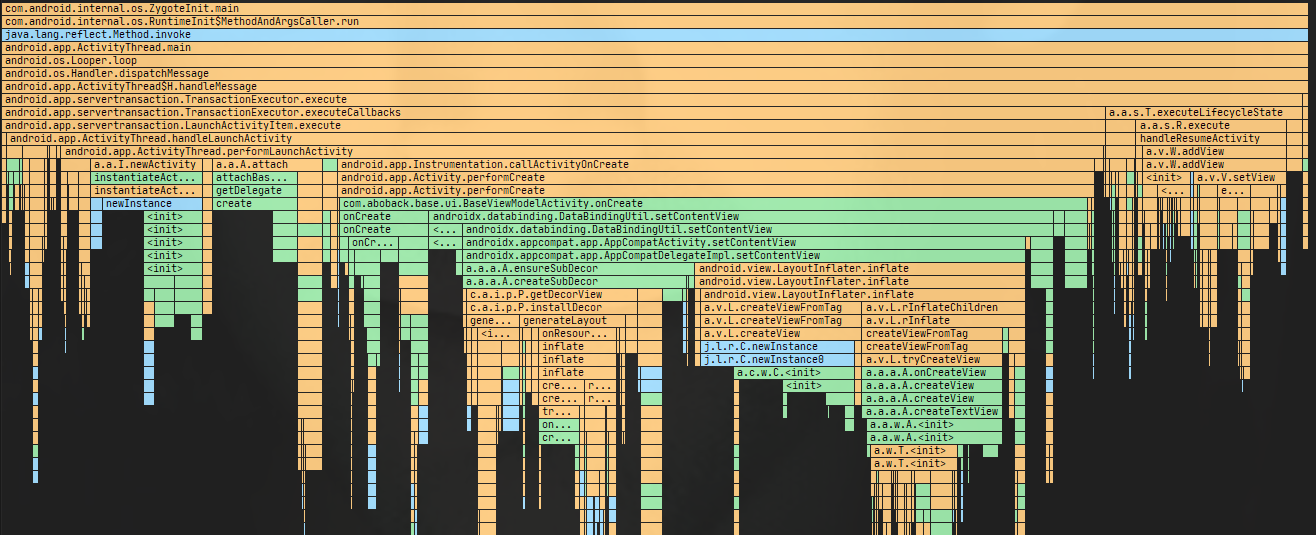 com.android.internal.os.ZygoteInit.main
com.android.internal.os.RuntimeInit$MethodAndArgsCaller.run
java.lang.reflect.Method.invoke
android.app.ActivityThread.main
android.os.Looper.loop
android.os.Handler.dispatchMessage
android.app.ActivityThread$H.handleMessage
android.app.servertransaction.TransactionExecutor.execute
android.app.servertransaction.TransactionExecutor.executeCallbacks a.a.s.T.executeLifecycleState
android.app.servertransaction.LaunchActivityItem.execute a.a.s.R.execute
android.app.ActivityThread.handleLaunchActivity handleResumeActivity
android.app.ActivityThread.performLaunchActivity a.v.W.addView
a.a.I.newActivity a.a.A.attach android.app.Instrumentation.callActivityOnCreate a.v.W.addView
instantiateAct... attachBas... android.app.Activity.performCreate <init> a.v.V.setView
instantiateAct... getDelegate android.app.Activity.performCreate <... e...
newInstance create com.aboback.base.ui.BaseViewModelActivity.onCreate
<init> onCreate androidx.databinding.DataBindingUtil.setContentView
<init> onCreate <... androidx.databinding.DataBindingUtil.setContentView
<init> onCr... <... androidx.appcompat.app.AppCompatActivity.setContentView
<init> androidx.appcompat.app.AppCompatDelegateImpl.setContentView
<init> a.a.a.A.ensureSubDecor android.view.LayoutInflater.inflate
a.a.a.A.createSubDecor android.view.LayoutInflater.inflate
c.a.i.p.P.getDecorView android.view.LayoutInflater.inflate
c.a.i.p.P.installDecor a.v.L.createViewFromTag a.v.L.rInflateChildren
gene... generateLayout a.v.L.createViewFromTag a.v.L.rInflate
<i... onResour... a.v.L.createView createViewFromTag
inflate j.l.r.C.newInstance createViewFromTag
inflate j.l.r.C.newInstance0 a.v.L.tryCreateView
inflate a.c.w.C.<init> a.a.a.A.onCreateView
cre... r... <init> a.a.a.A.createView
cre... r... a.a.a.A.createView
tr... a.a.a.A.createTextView
on... a.a.w.A.<init>
cr... a.a.w.A.<init>
a.w.T.<init>
a.w.T.<init>